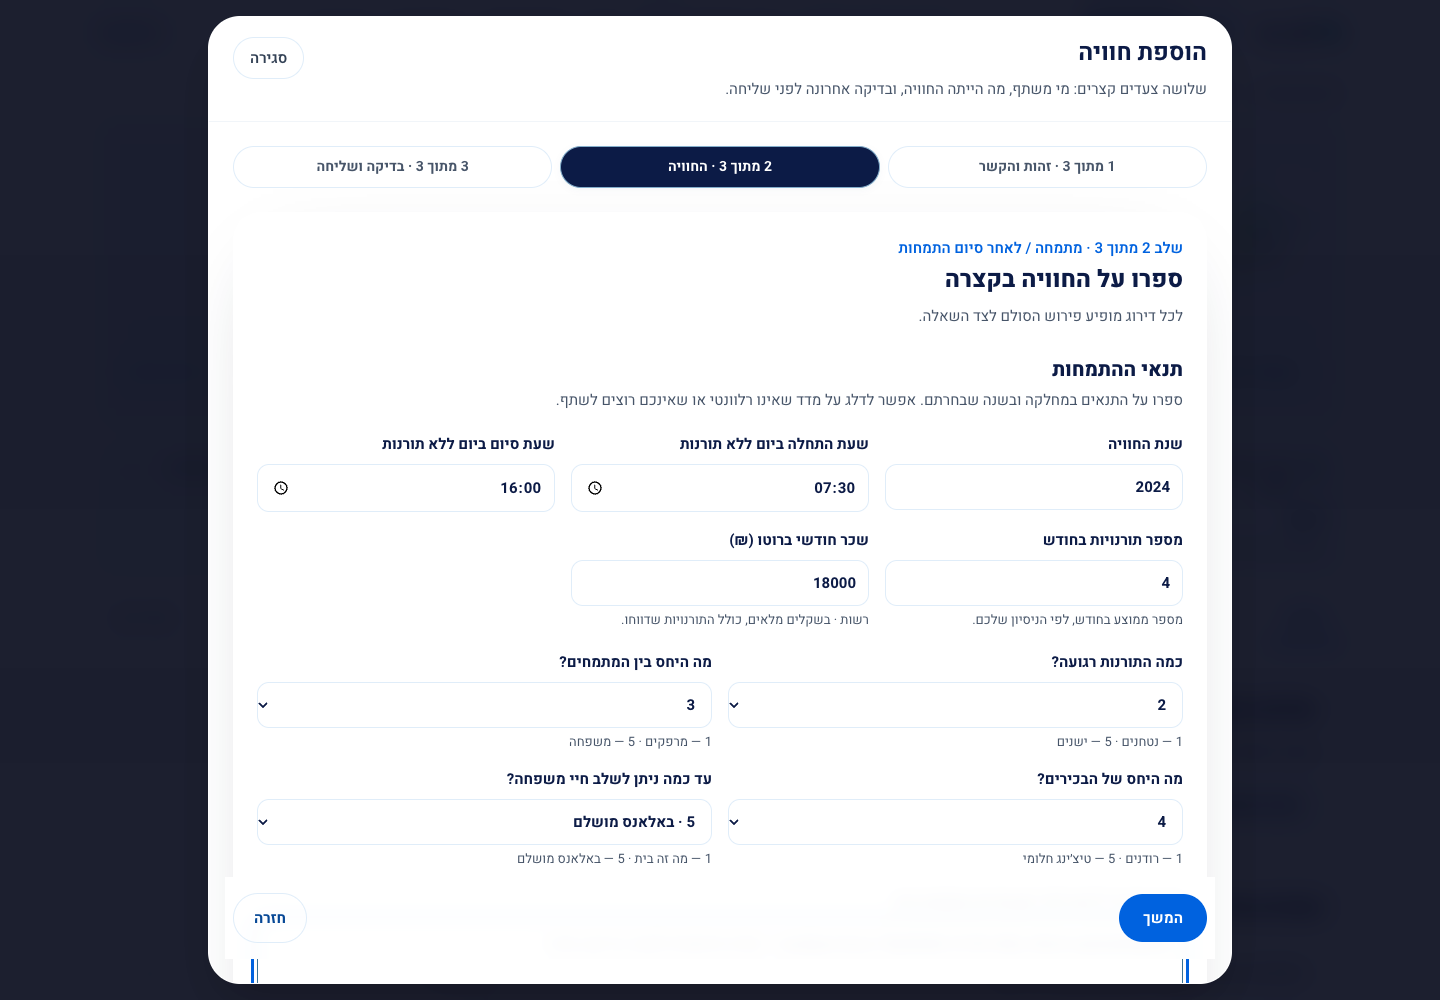 הוספת חוויה
סגירה
שלושה צעדים קצרים: מי משתף, מה הייתה החוויה, ובדיקה אחרונה לפני שליחה.
1 מתוך 3 · זהות והקשר
2 מתוך 3 · החוויה
3 מתוך 3 · בדיקה ושליחה
שלב 2 מתוך 3 · מתמחה / לאחר סיום התמחות
ספרו על החוויה בקצרה
לכל דירוג מופיע פירוש הסולם לצד השאלה.
תנאי ההתמחות
ספרו על התנאים במחלקה ובשנה שבחרתם. אפשר לדלג על מדד שאינו רלוונטי או שאינכם רוצים לשתף.
שנת החוויה
שעת התחלה ביום ללא תורנות
שעת סיום ביום ללא תורנות
2024
07:30
16:00
מספר תורנויות בחודש
שכר חודשי ברוטו (₪)
4
18000
מספר ממוצע בחודש, לפי הניסיון שלכם.
רשות · בשקלים מלאים, כולל התורנויות שדווחו.
כמה התורנות רגועה?
מה היחס בין המתמחים?
2
3
1 — נטחנים · 5 — ישנים
1 — מרפקים · 5 — משפחה
מה היחס של הבכירים?
עד כמה ניתן לשלב חיי משפחה?
4
5 · באלאנס מושלם
1 — רודנים · 5 — טיצ׳ינג חלומי
1 — מה זה בית · 5 — באלאנס מושלם
המשך
חזרה